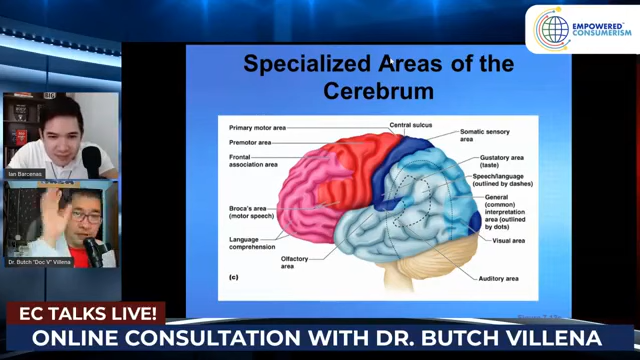 EMPOWERED
CONSUMERISM
Specialized Areas of the
Cerebrum
Primary motor area
Premotor area
Frontal
association area
Broca's area
(motor speech)
Language
comprehension
Olfactory
area
(c)
Central sulcus
Somatic sensory
area
Gustatory area
(taste)
Speech/language
(outlined by dashes)
General
(common)
interpretation
area (outlined
by dots)
Visual area
Auditory area
Ian Barcenas
Dr. Butch "Doc V" Villena
EC TALKS LIVE!
ONLINE CONSULTATION WITH DR. BUTCH VILLENA